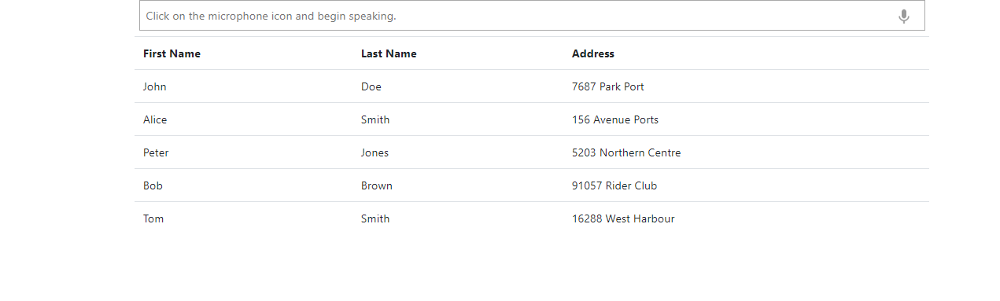 Click on the microphone icon and begin speaking.
First Name Last Name Address
John Doe 7687 Park Port
Alice Smith 156 Avenue Ports
Peter Jones 5203 Northern Centre
Bob Brown 91057 Rider Club
Tom Smith 16288 West Harbour